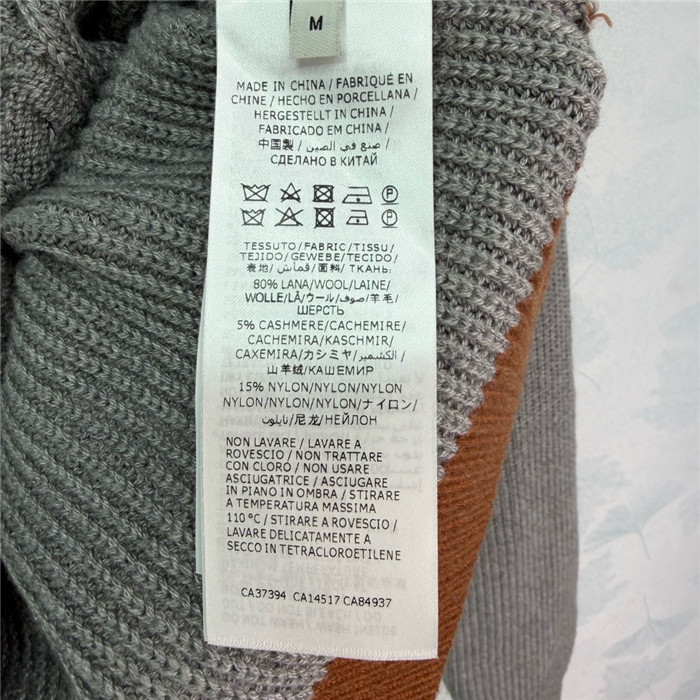 M
MADE IN CHINA / FABRIQUÉ EN
CHINE / HECHO EN PORCELLANA /
HERGESTELLT IN CHINA /
FABRICADO EM CHINA /
中国製 / صنع في الصين /
СДЕЛАНО В КИТАЙ
P
P
TESSUTO/FABRIC/TISSU/
TEJIDO/GEWEBE/TECIDO/
表地/قماش/面料/ТКАНЬ:
80% LANA/WOOL/LAINE/
WOLLE/LÃ/ウール/صوف/羊毛/
ШЕРСТЬ
5% CASHMERE/CACHEMIRE/
CACHEMIRA/KASCHMIR/
CAXEMIRA/カシミヤ/الكشمير/
山羊绒/КАШЕМИР
15% NYLON/NYLON/NYLON
NYLON/NYLON/NYLON/ナイロン/
نايلون/尼龙/НЕЙЛОН
NON LAVARE / LAVARE A
ROVESCIO / NON TRATTARE
CON CLORO / NON USARE
ASCIUGATRICE / ASCIUGARE
IN PIANO IN OMBRA / STIRARE
A TEMPERATURA MASSIMA
110 °C / STIRARE A ROVESCIO /
LAVARE DELICATAMENTE A
SECCO IN TETRACLOROETILENE
CA37394 CA14517 CA84937